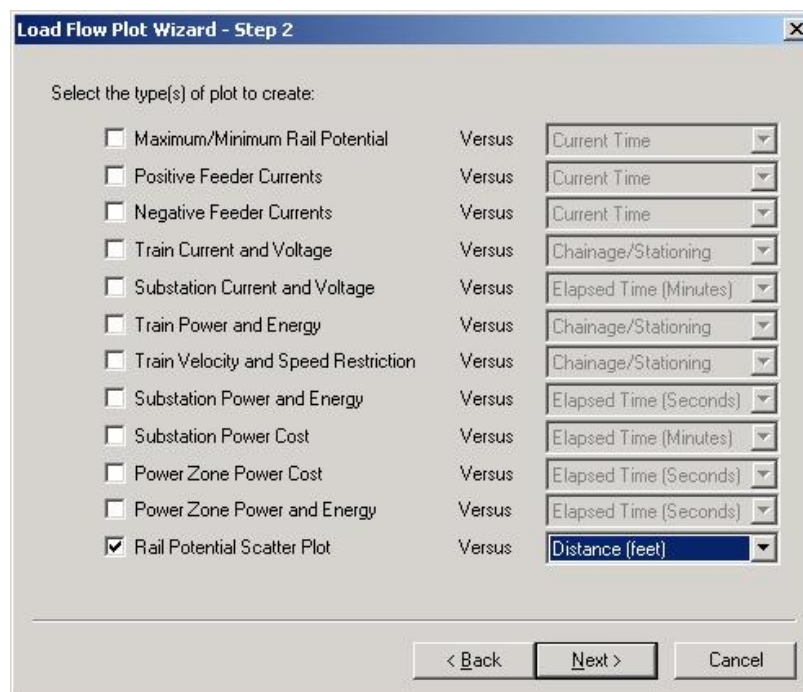 Load Flow Plot Wizard - Step 2
Select the type(s) of plot to create:
Maximum/Minimum Rail Potential Versus Current Time
Positive Feeder Currents Versus Current Time
Negative Feeder Currents Versus Current Time
Train Current and Voltage Versus Chainage/Stationing
Substation Current and Voltage Versus Elapsed Time (Minutes)
Train Power and Energy Versus Chainage/Stationing
Train Velocity and Speed Restriction Versus Chainage/Stationing
Substation Power and Energy Versus Elapsed Time (Seconds)
Substation Power Cost Versus Elapsed Time (Minutes)
Power Zone Power Cost Versus Elapsed Time (Seconds)
Power Zone Power and Energy Versus Elapsed Time (Seconds)
Rail Potential Scatter Plot Versus Distance (feet)
< Back Next > Cancel